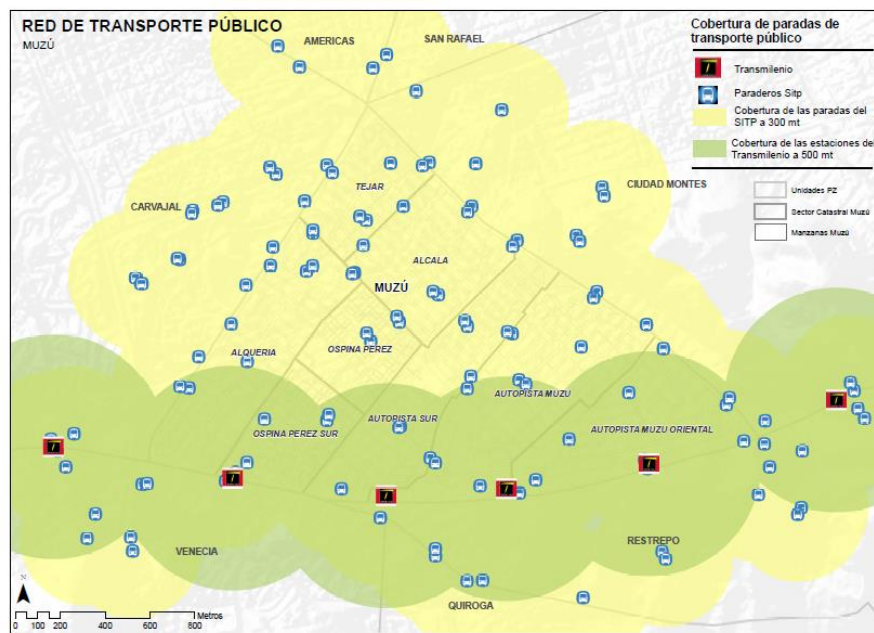 RED DE TRANSPORTE PÚBLICO
MUZÚ
AMERICAS
SAN RAFAEL
Cobertura de paradas de
transporte público
Transmilenio
Paraderos Sitp
Cobertura de las paradas del
SITP a 300 mt
Cobertura de las estaciones del
Transmilenio a 500 mt
Unidades PZ
Sector Catastral Muzú
Manzanas Muzú
TEJAR
CIUDAD MONTES
CARVAJAL
ALCALA
MUZÚ
ALQUERIA
OSPINA PEREZ
AUTOPISTA MUZU
AUTOPISTA SUR
OSPINA PEREZ SUR
AUTOPISTA MUZU ORIENTAL
VENECIA
RESTREPO
QUIROGA
N
Metros
0 100 200 400 600 800